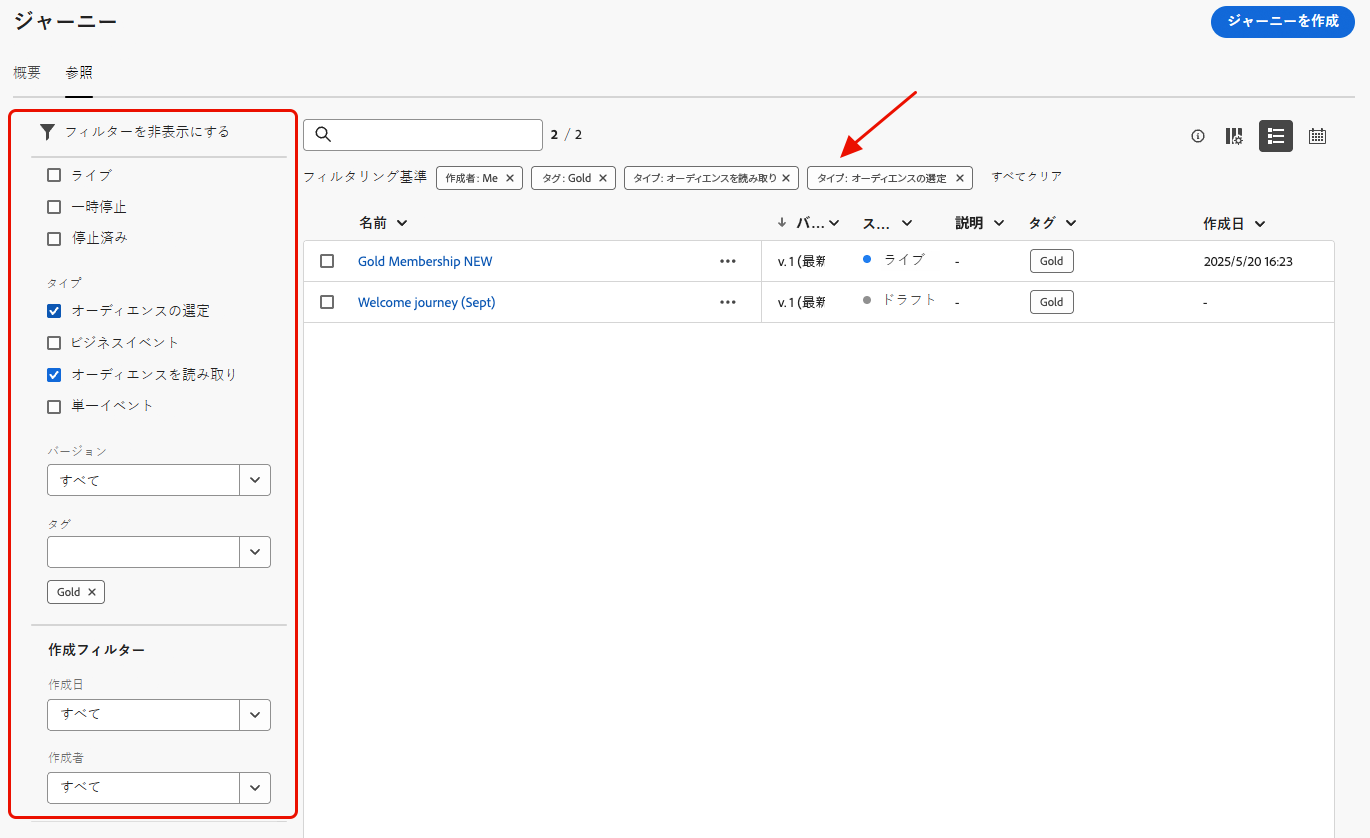 ジャーニー
ジャーニーを作成
概要 参照
フィルターを非表示にする
ライブ
一時停止
停止済み
タイプ
オーディエンスの選定
ビジネスイベント
オーディエンスを読み取り
単一イベント
バージョン
すべて
タグ
Gold
作成フィルター
作成日
すべて
作成者
すべて
2 / 2
フィルタリング基準 作成者: Me タグ: Gold タイプ: オーディエンスを読み取り タイプ: オーディエンスの選定 すべてクリア
名前 バ... ス... 説明 タグ 作成日
Gold Membership NEW v. 1 (最新 ライブ - Gold 2025/5/20 16:23
Welcome journey (Sept) v. 1 (最新 ドラフト - Gold -